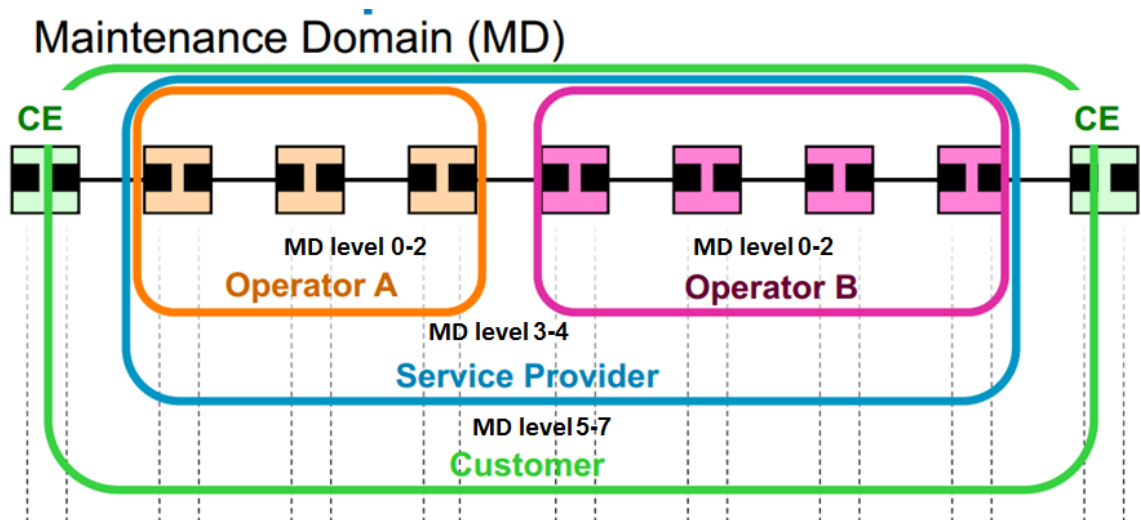 Maintenance Domain (MD)
CE
CE
MD level 0-2
MD level 0-2
Operator A
Operator B
MD level 3-4
Service Provider
MD level 5-7
Customer